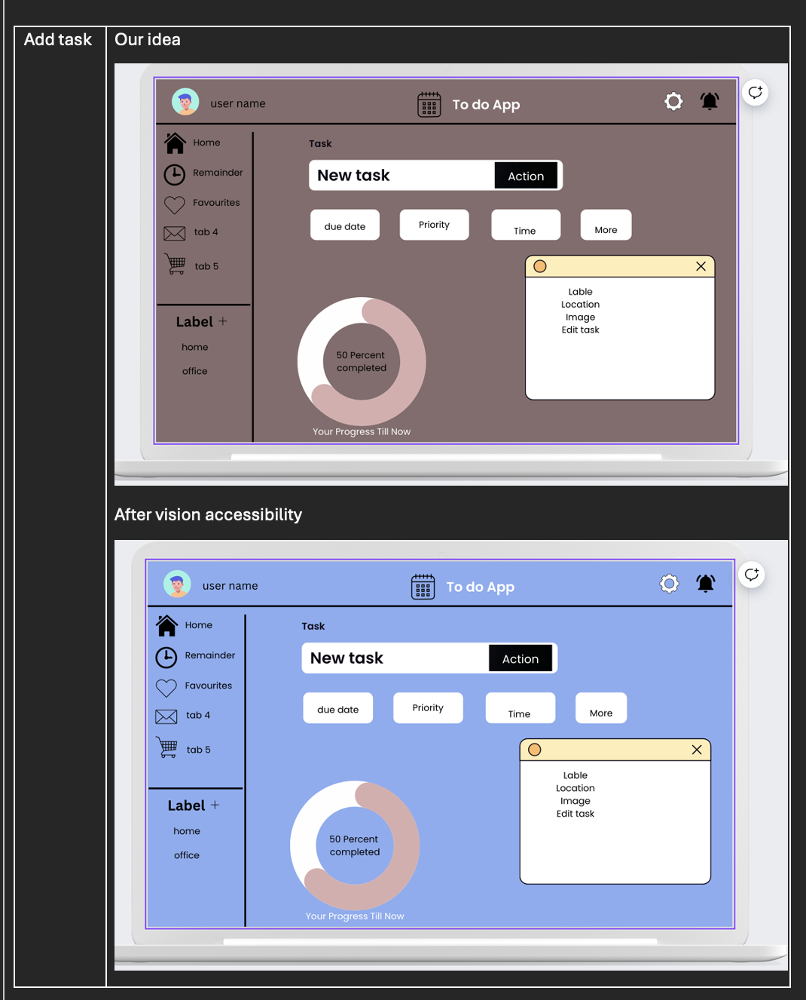 Add task
Our idea
user name
To do App
Home
Remainder
Favourites
tab 4
tab 5
Label +
home
office
Task
New task
Action
due date
Priority
Time
More
Lable
Location
Image
Edit task
50 Percent
completed
Your Progress Till Now
After vision accessibility
user name
To do App
Home
Remainder
Favourites
tab 4
tab 5
Label +
home
office
Task
New task
Action
due date
Priority
Time
More
Lable
Location
Image
Edit task
50 Percent
completed
Your Progress Till Now